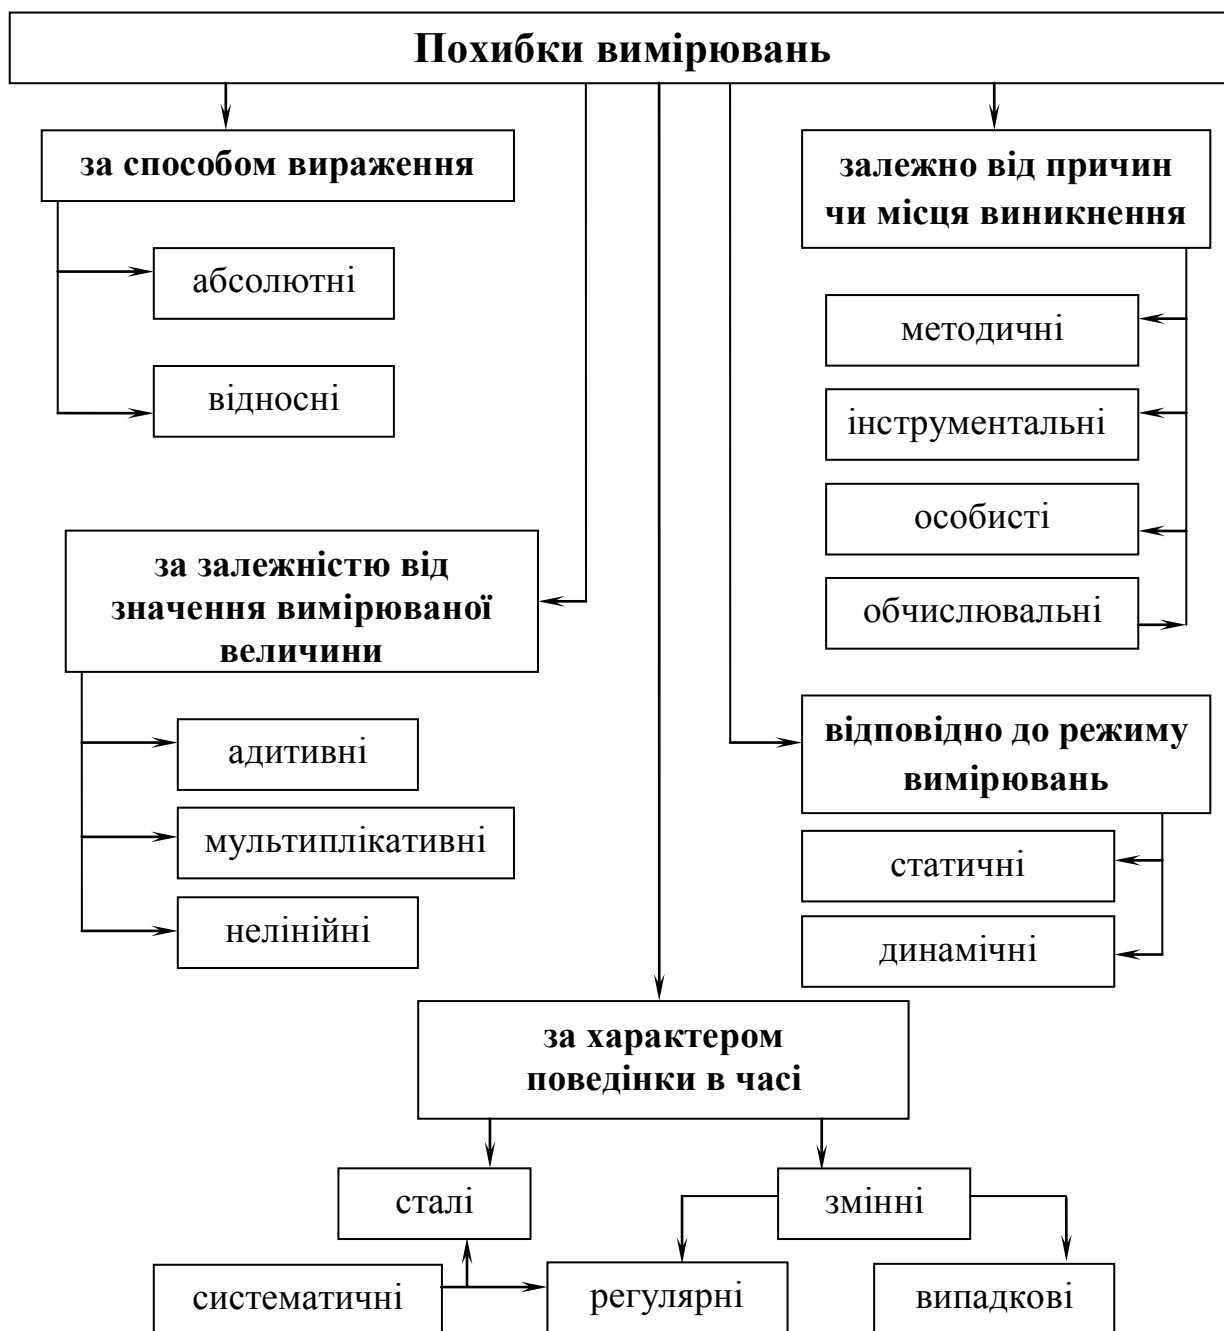 Похибки вимірювань
за способом вираження
абсолютні
відносні
за залежністю від
значення вимірюваної
величини
адитивні
мультиплікативні
нелінійні
залежно від причин
чи місця виникнення
методичні
інструментальні
особисті
обчислювальні
відповідно до режиму
вимірювань
статичні
динамічні
за характером
поведінки в часі
сталі
змінні
систематичні
регулярні
випадкові